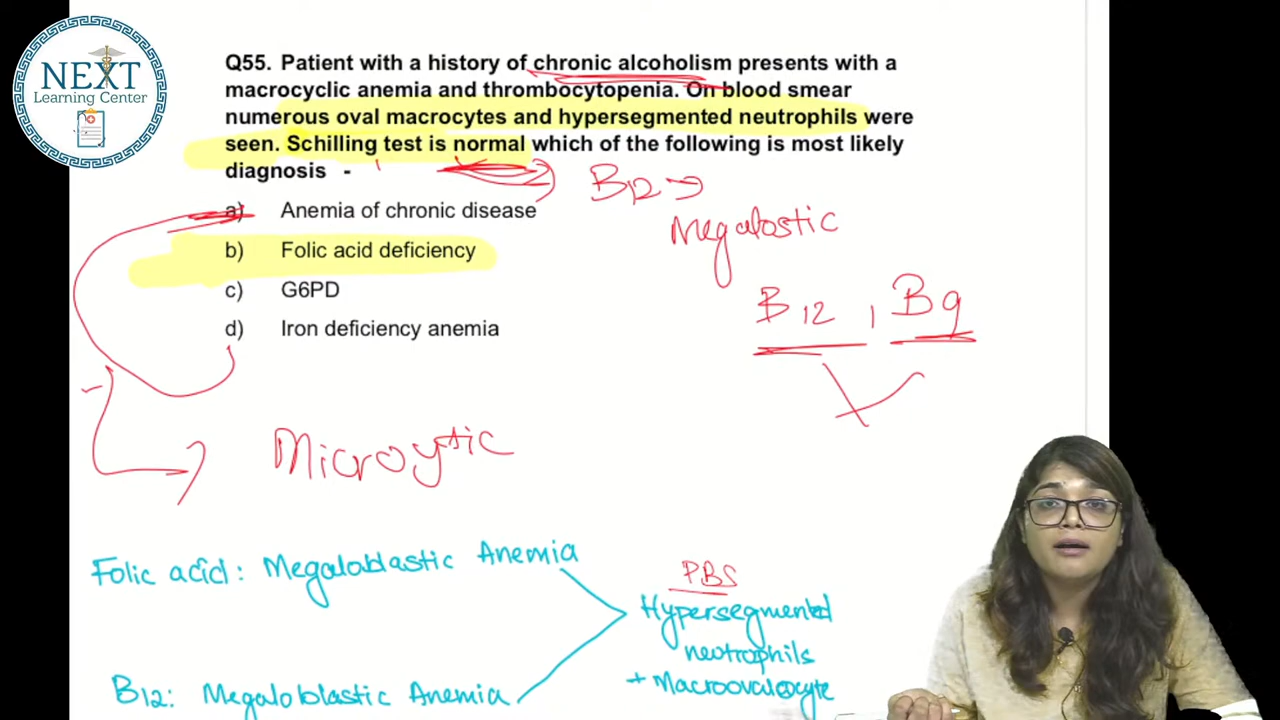 NEXT
Learning Center
Q55. Patient with a history of chronic alcoholism presents with a
macrocyclic anemia and thrombocytopenia. On blood smear
numerous oval macrocytes and hypersegmented neutrophils were
seen. Schilling test is normal which of the following is most likely
diagnosis -
B12 →
a) Anemia of chronic disease
Megalostic
b) Folic acid deficiency
c) G6PD
B12 , B9
d) Iron deficiency anemia
Microytic
Folic acid: Megaloblastic Anemia
PBS
Hypersegmented
neutrophils
+ Macroovalocyte
B12: Megaloblastic Anemia